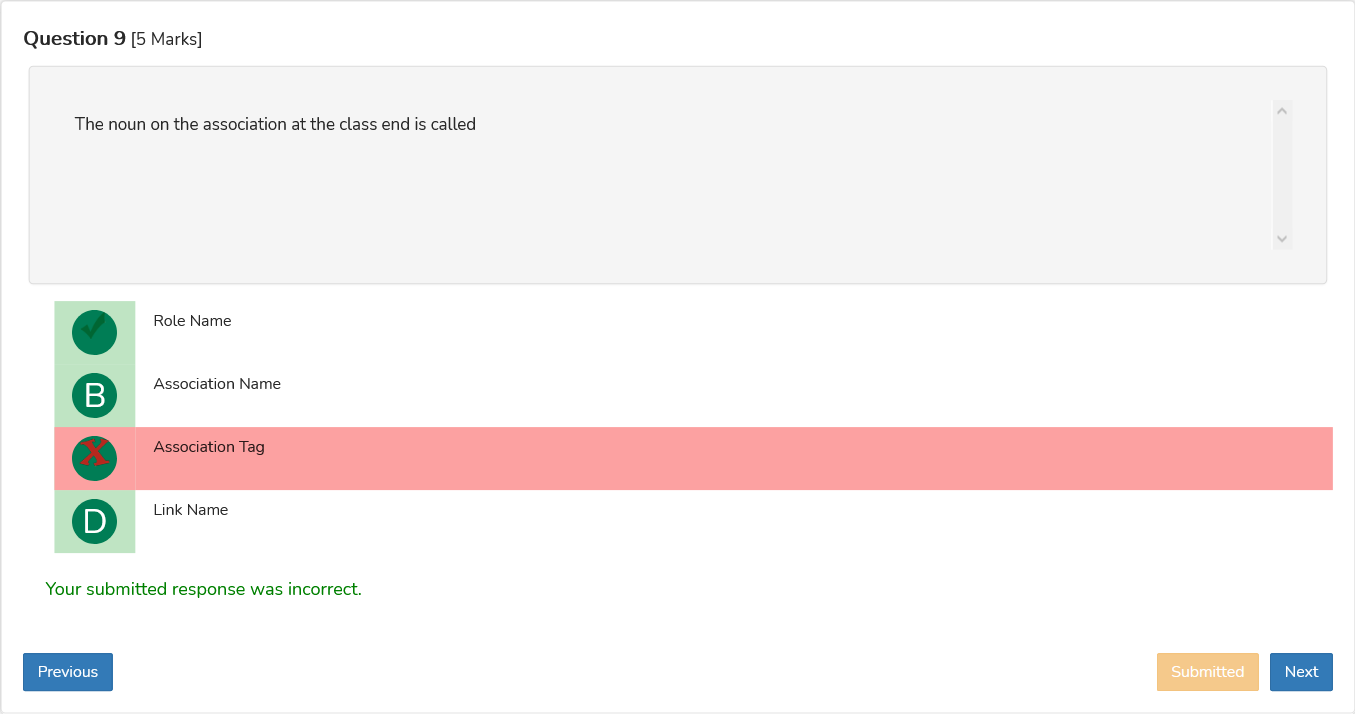 Question 9 [5 Marks]
The noun on the association at the class end is called
Role Name
B Association Name
X Association Tag
D Link Name
Your submitted response was incorrect.
Previous Submitted Next